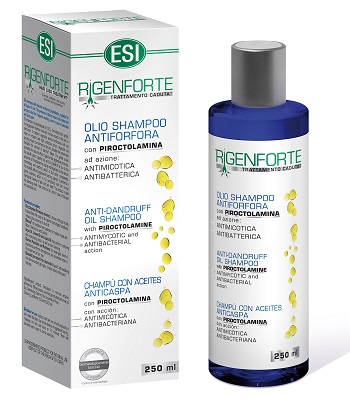 ESI
RIGENFORTE
TRATTAMENTO CADUTA
OLIO SHAMPOO
ANTIFORFORA
con PIROCTOLAMINA
ad azione:
ANTIMICOTICA
ANTIBATTERICA
ANTI-DANDRUFF
OIL SHAMPOO
with PIROCTOLAMINE
ANTIMYCOTIC and
ANTIBACTERIAL
action
CHAMPÚ CON ACEITES
ANTICASPA
con PIROCTOLAMINA
con acción:
ANTIMICÓTICA
ANTIBACTERIANA
250 ml
RIGENFORTE
TRATTAMENTO CADUTA
OLIO SHAMPOO
ANTIFORFORA
con PIROCTOLAMINA
ad azione:
ANTIMICOTICA
ANTIBATTERICA
ANTI-DANDRUFF
OIL SHAMPOO
with PIROCTOLAMINE
ANTIMYCOTIC and
ANTIBACTERIAL
action
CHAMPÚ CON ACEITES
ANTICASPA
con PIROCTOLAMINA
con acción:
ANTIMICÓTICA
ANTIBACTERIANA
250 ml